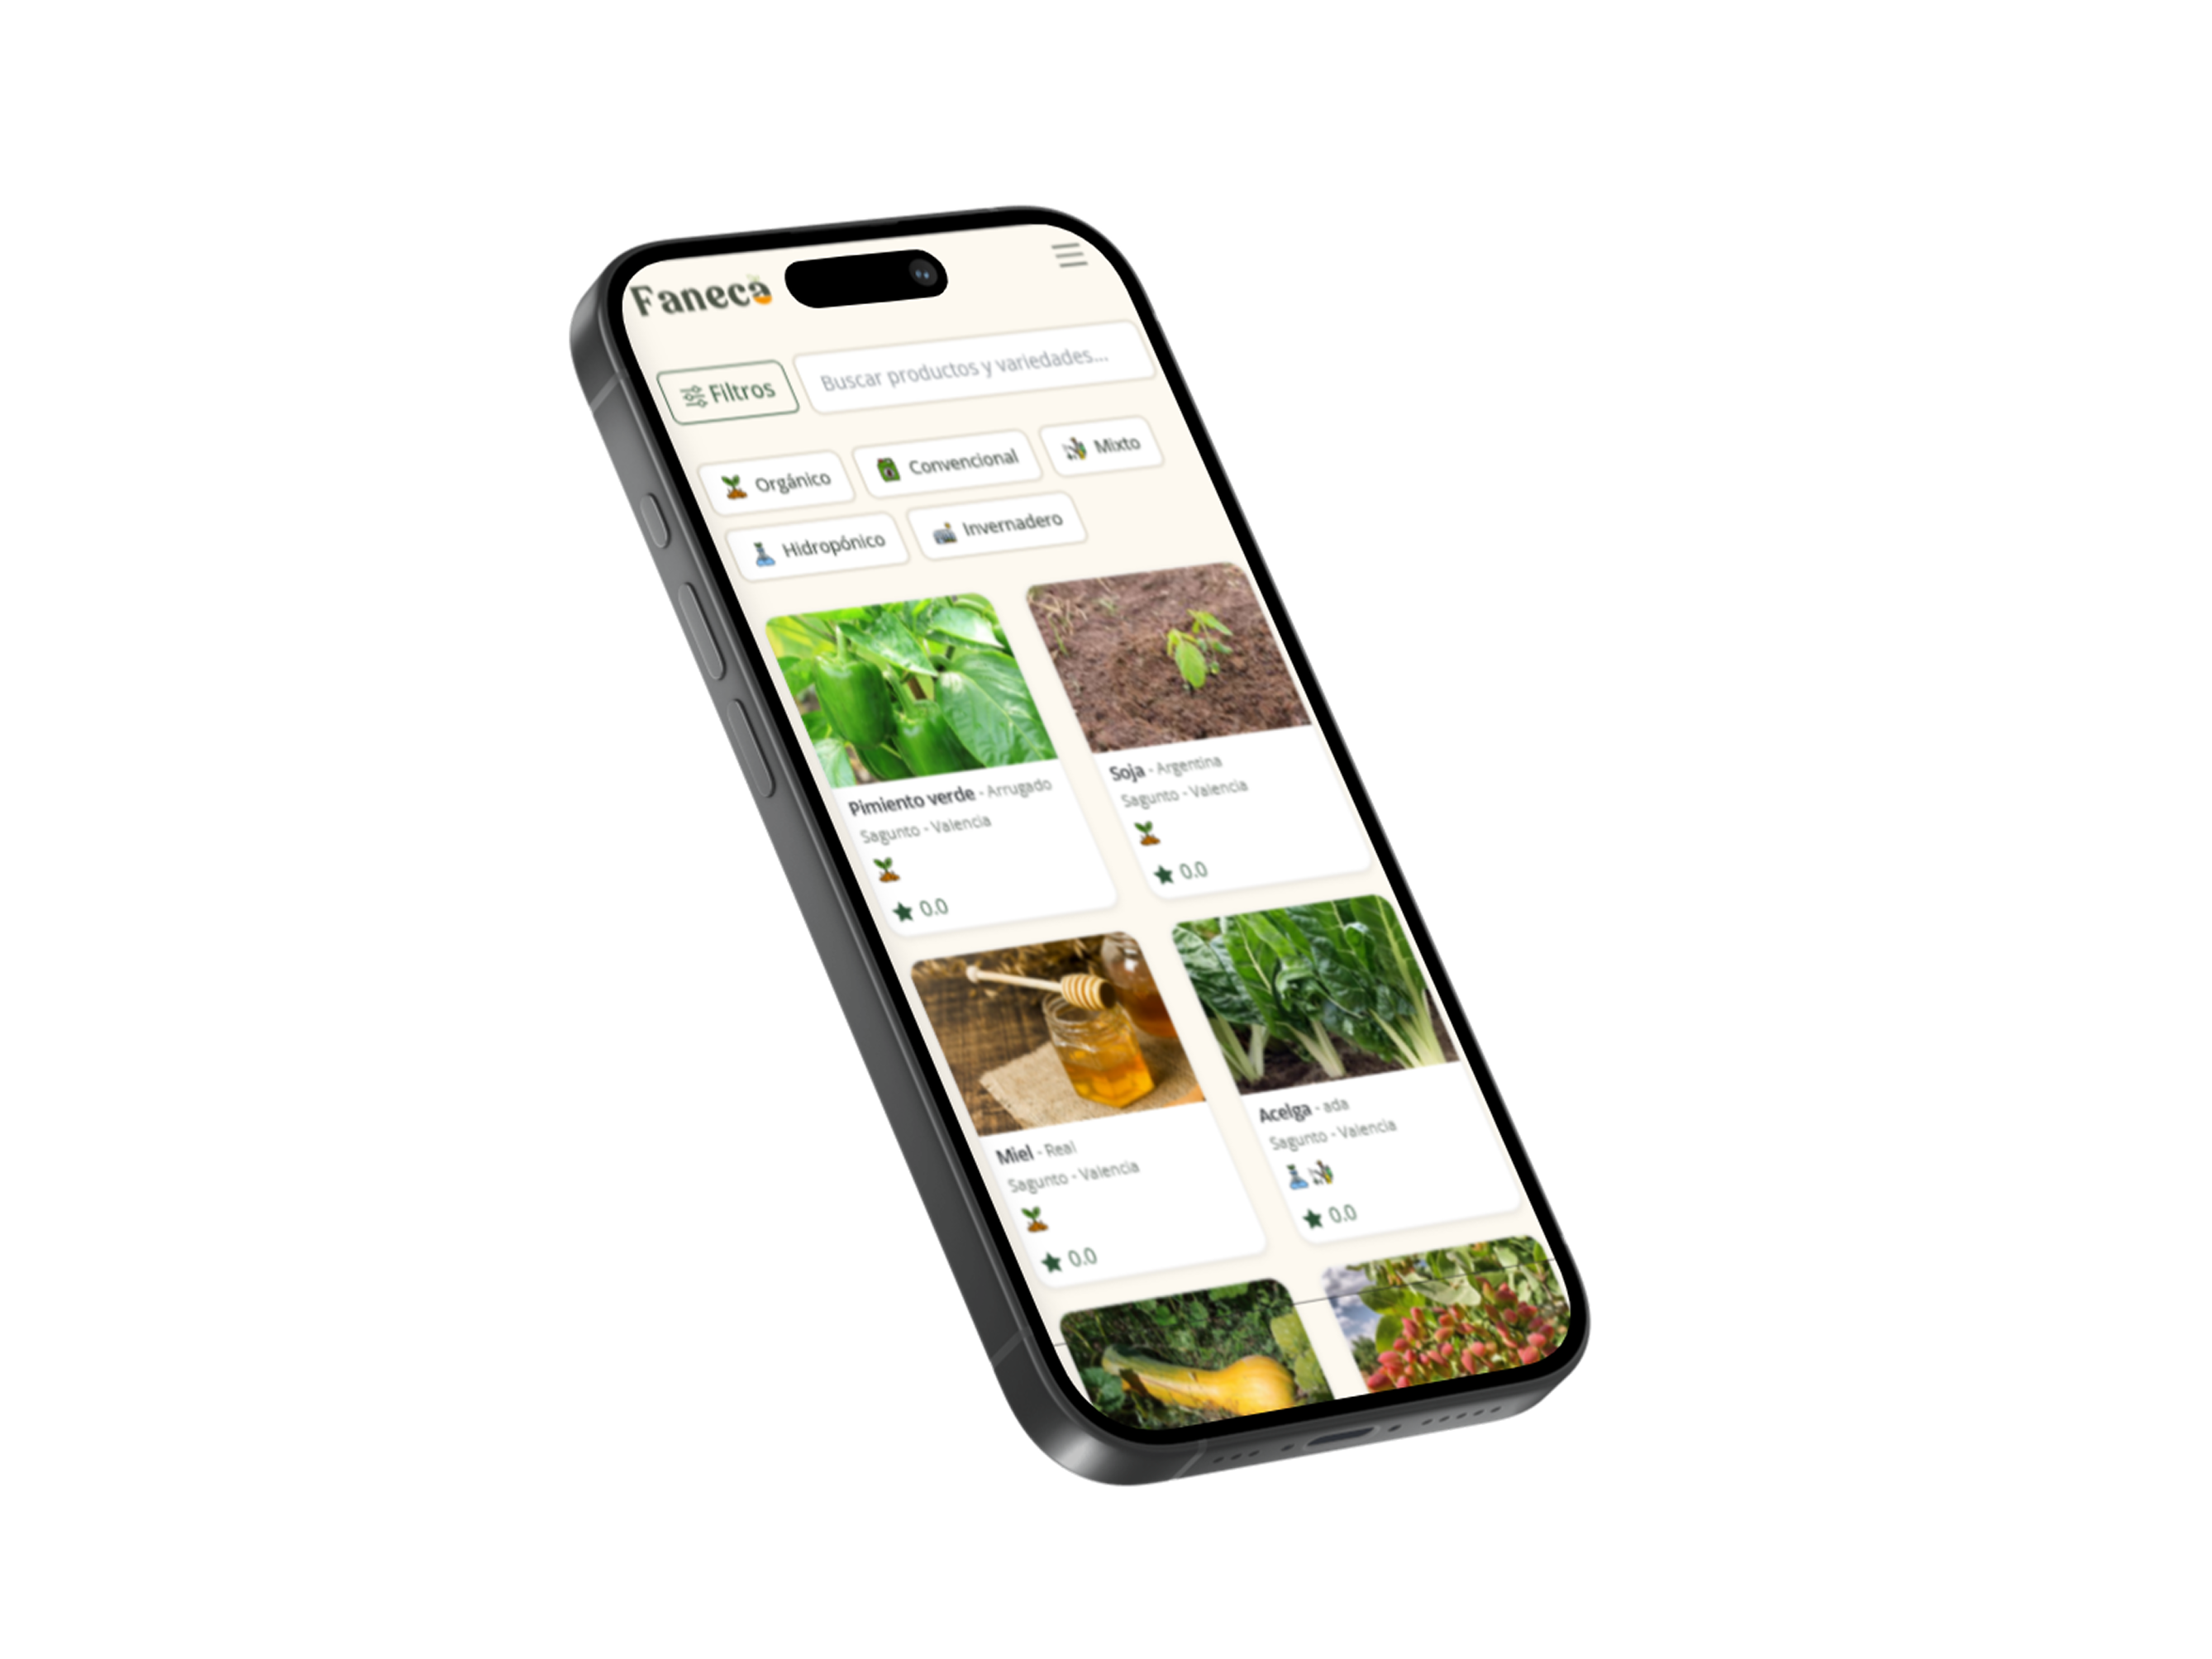 Faneca
Filtros
Buscar productos y variedades...
Orgánico
Convencional
Mixto
Hidropónico
Invernadero
Pimiento verde - Arrugado
Sagunto - Valencia
0.0
Soja - Argentina
Sagunto - Valencia
0.0
Miel - Real
Sagunto - Valencia
0.0
Acelga - ada
Sagunto - Valencia
0.0